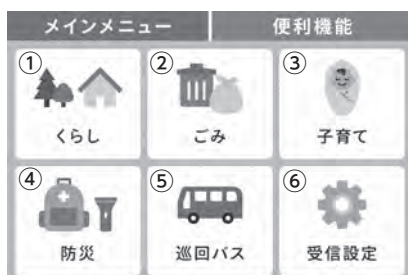 メインメニュー
便利機能
①
②
③
くらし
ごみ
子育て
④
⑤
⑥
防災
巡回バス
受信設定